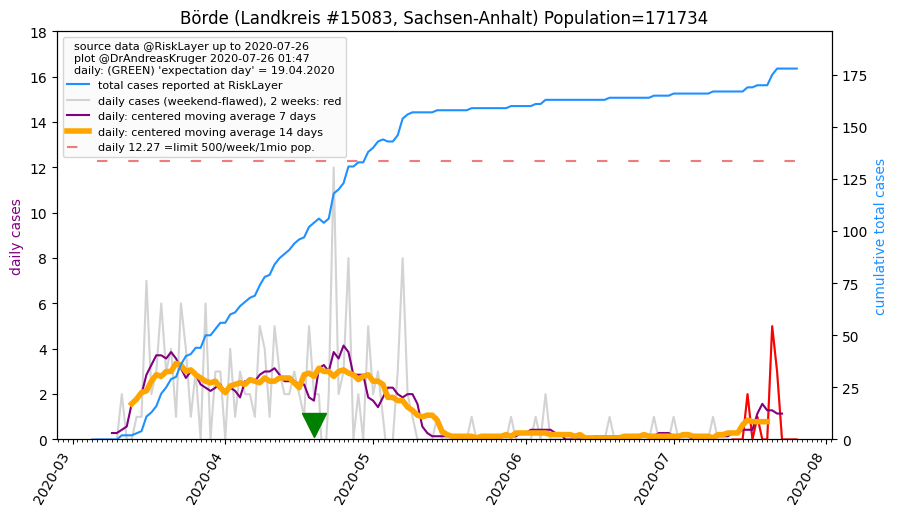 Börde (Landkreis #15083, Sachsen-Anhalt) Population=171734
source data @RiskLayer up to 2020-07-26
plot @DrAndreasKruger 2020-07-26 01:47
daily: (GREEN) 'expectation day' = 19.04.2020
total cases reported at RiskLayer
daily cases (weekend-flawed), 2 weeks: red
daily: centered moving average 7 days
daily: centered moving average 14 days
daily 12.27 =limit 500/week/1mio pop.
daily cases
18
16
14
12
10
8
6
4
2
0
cumulative total cases
175
150
125
100
75
50
25
0
2020-03
2020-04
2020-05
2020-06
2020-07
2020-08